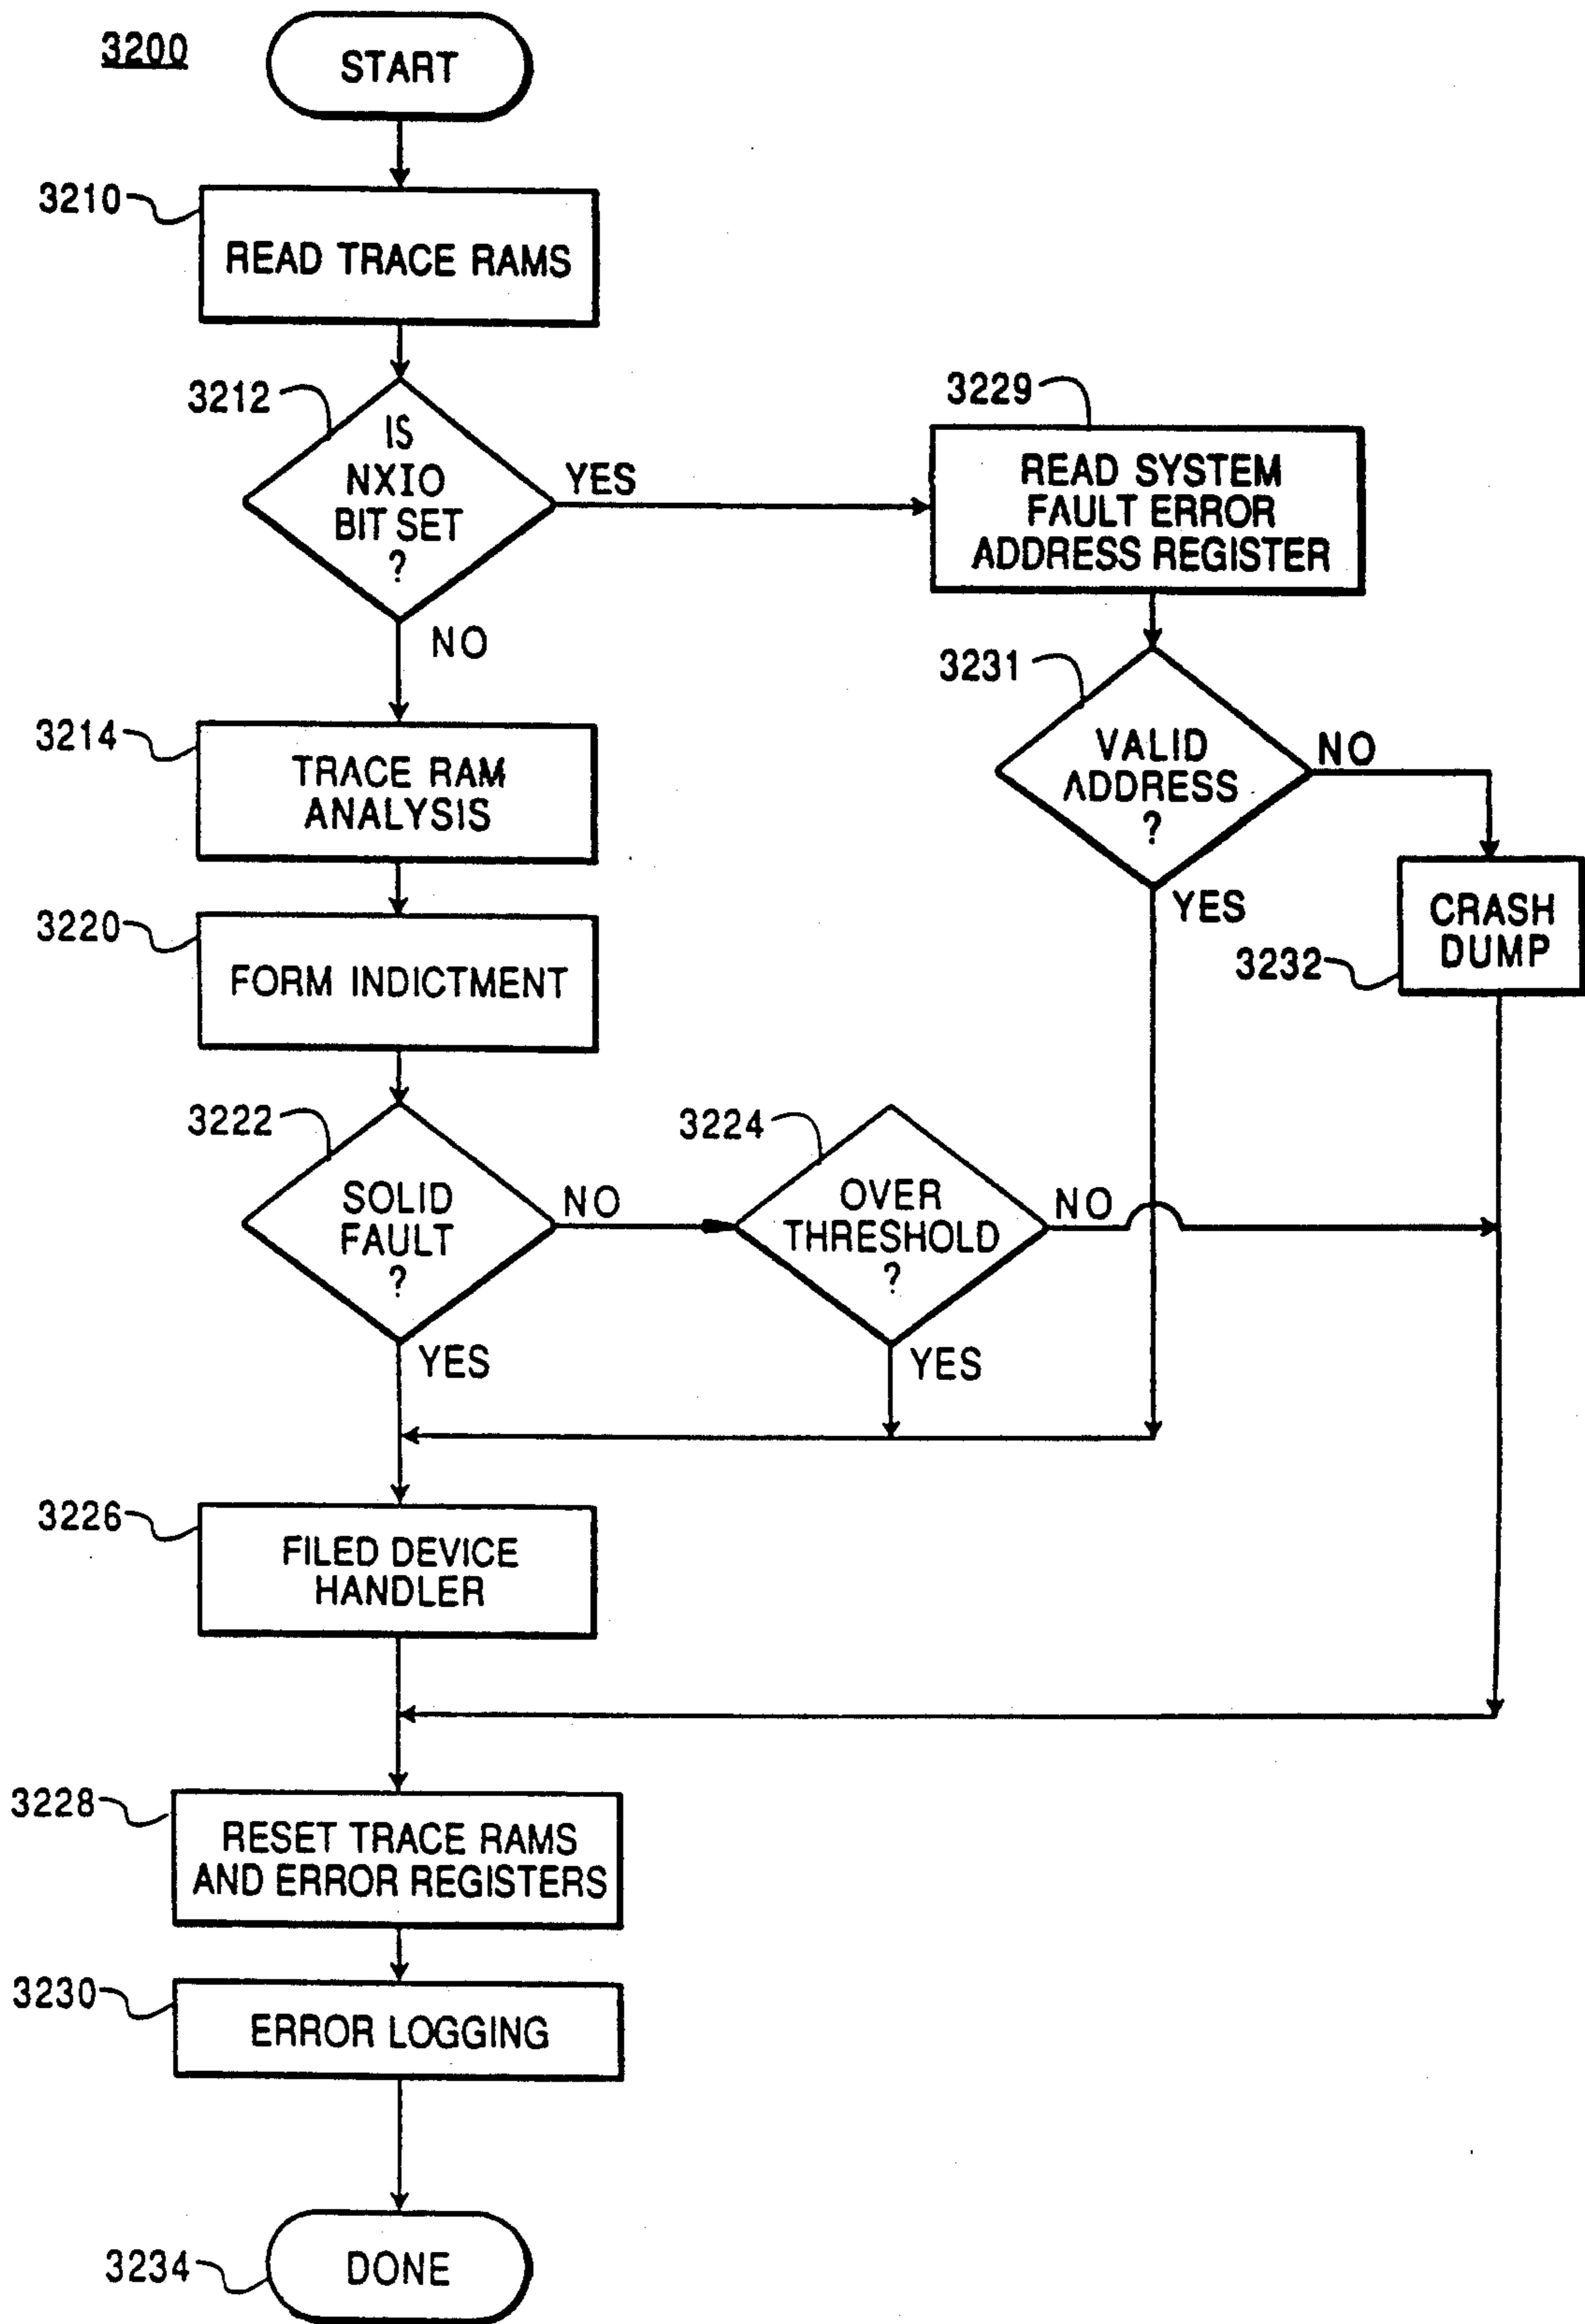 3200
START
3210
READ TRACE RAMS
3212
IS
NXIO
BIT SET
?
YES
NO
3229
READ SYSTEM
FAULT ERROR
ADDRESS REGISTER
3231
VALID
ADDRESS
?
NO
YES
3232
CRASH
DUMP
3214
TRACE RAM
ANALYSIS
3220
FORM INDICTMENT
3222
SOLID
FAULT
?
NO
YES
3224
OVER
THRESHOLD
?
NO
YES
3226
FILED DEVICE
HANDLER
3228
RESET TRACE RAMS
AND ERROR REGISTERS
3230
ERROR LOGGING
3234
DONE